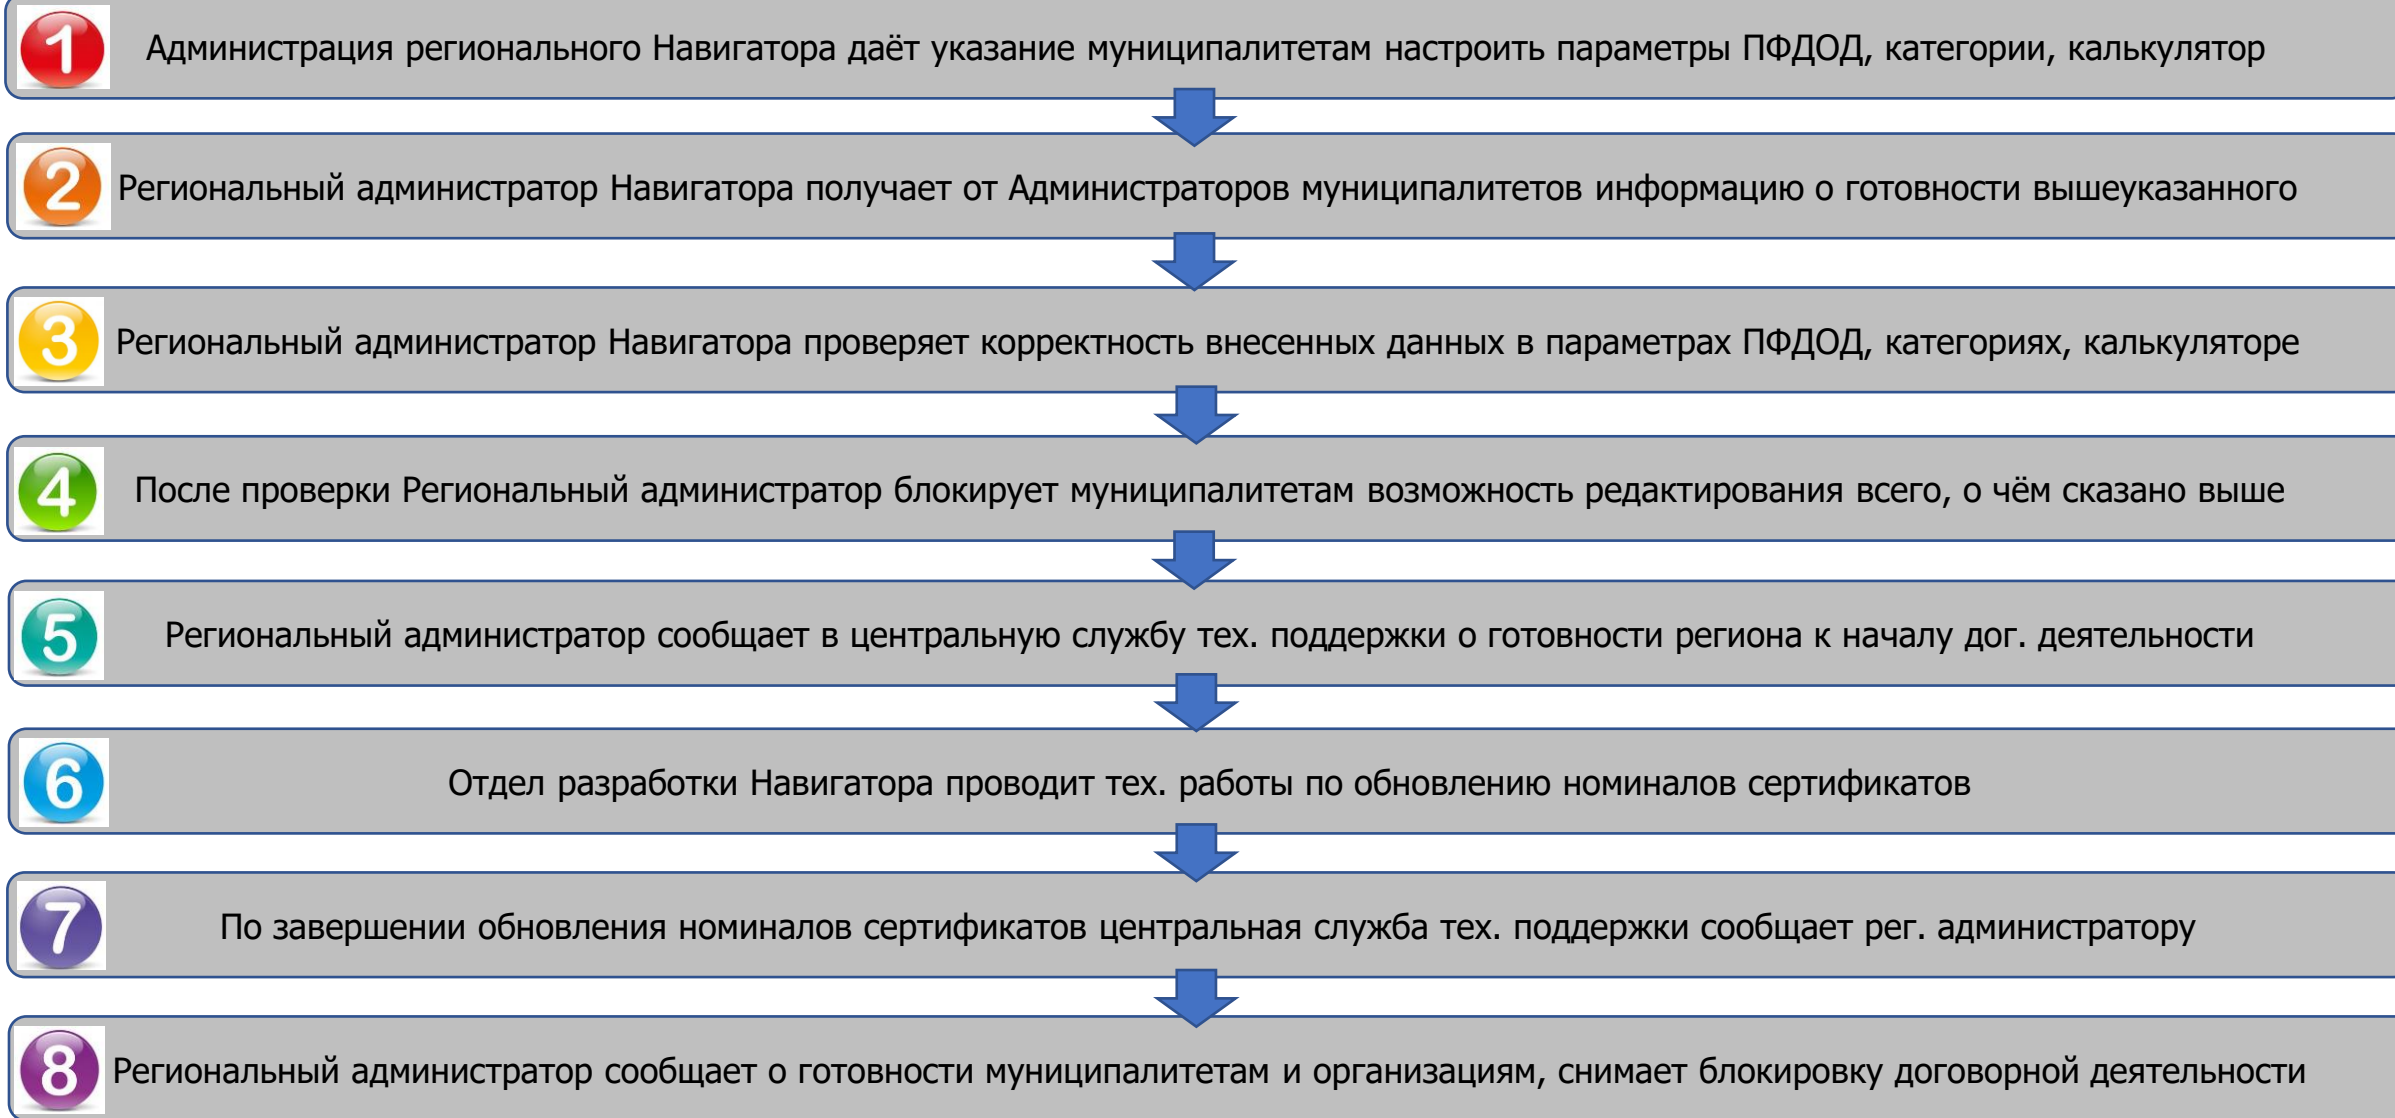 1 Администрация регионального Навигатора даёт указание муниципалитетам настроить параметры ПФДОД, категории, калькулятор
2 Региональный администратор Навигатора получает от Администраторов муниципалитетов информацию о готовности вышеуказанного
3 Региональный администратор Навигатора проверяет корректность внесенных данных в параметрах ПФДОД, категориях, калькуляторе
4 После проверки Региональный администратор блокирует муниципалитетам возможность редактирования всего, о чём сказано выше
5 Региональный администратор сообщает в центральную службу тех. поддержки о готовности региона к началу дог. деятельности
6 Отдел разработки Навигатора проводит тех. работы по обновлению номиналов сертификатов
7 По завершении обновления номиналов сертификатов центральная служба тех. поддержки сообщает рег. администратору
8 Региональный администратор сообщает о готовности муниципалитетам и организациям, снимает блокировку договорной деятельности